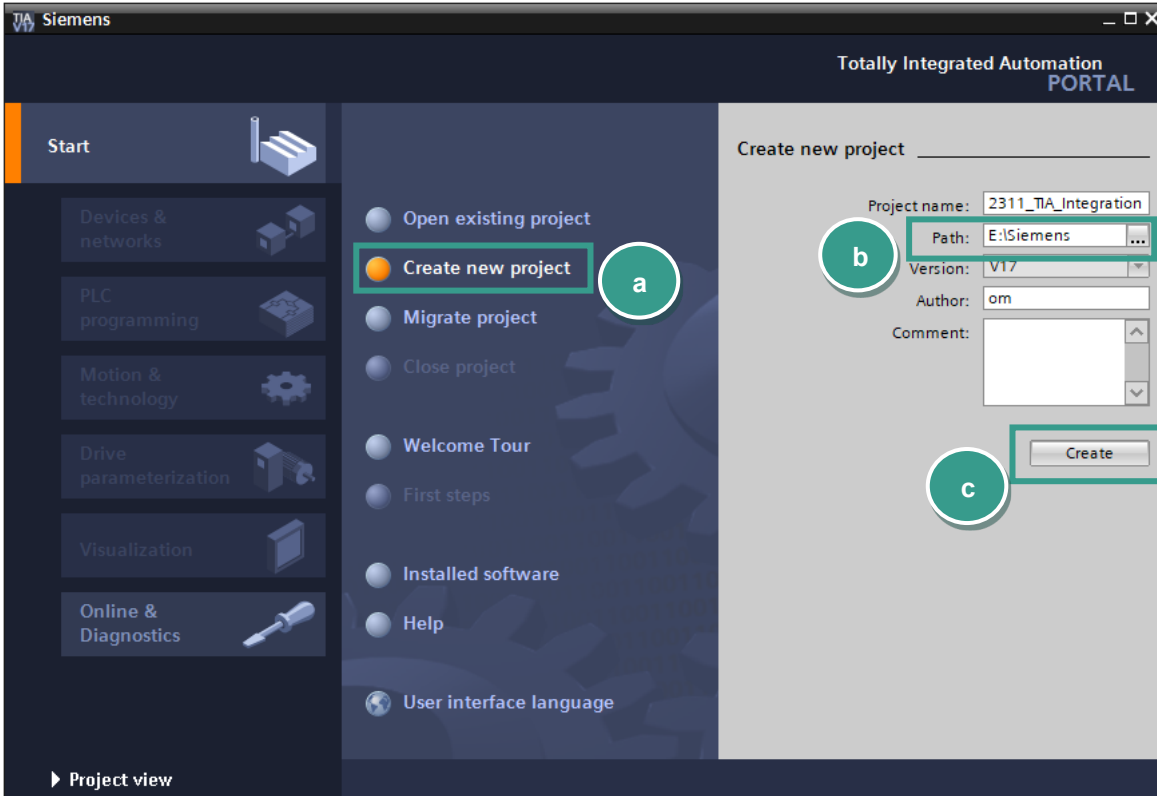 TIA
V17
Siemens
Totally Integrated Automation
PORTAL
Start
Devices &
networks
PLC
programming
Motion &
technology
Drive
parameterization
Visualization
Online &
Diagnostics
Project view
Open existing project
Create new project
a
Migrate project
Close project
Welcome Tour
First steps
Installed software
Help
User interface language
Create new project
Project name: 2311_TIA_Integration
b
Path: E:\Siemens ...
Version: V17
Author: om
Comment:
c
Create